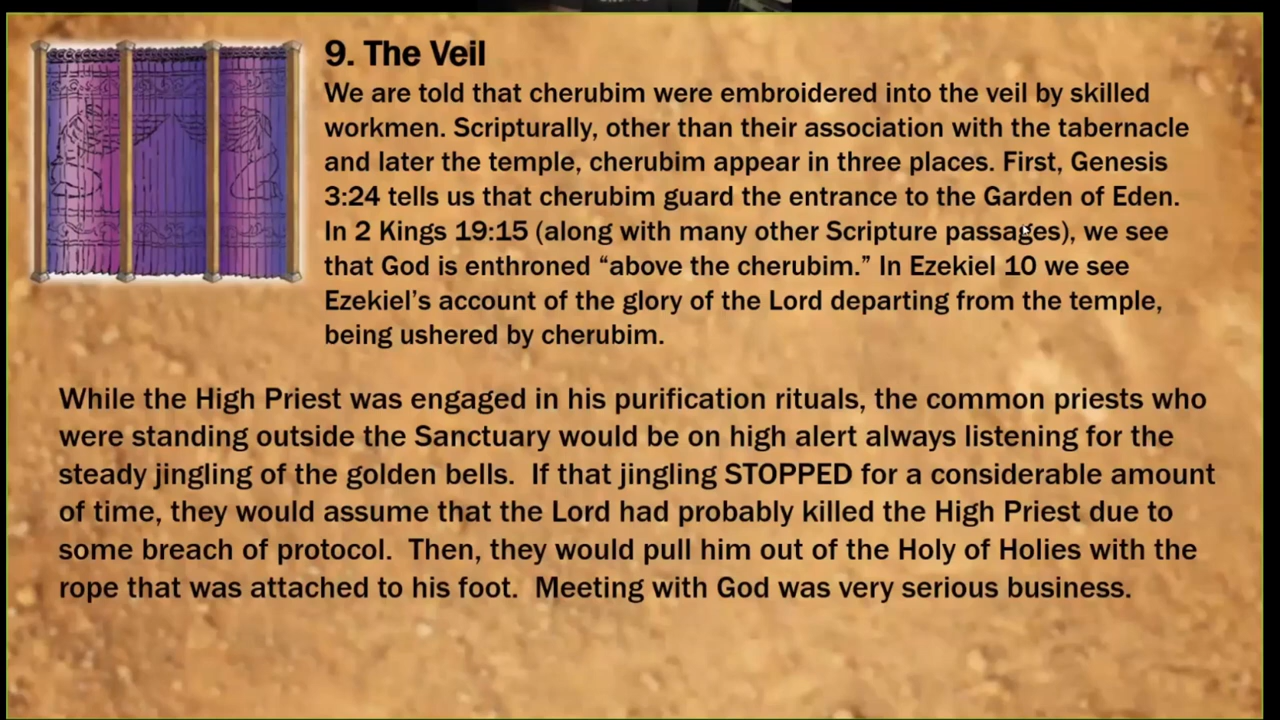 9. The Veil
We are told that cherubim were embroidered into the veil by skilled
workmen. Scripturally, other than their association with the tabernacle
and later the temple, cherubim appear in three places. First, Genesis
3:24 tells us that cherubim guard the entrance to the Garden of Eden.
In 2 Kings 19:15 (along with many other Scripture passages), we see
that God is enthroned “above the cherubim.” In Ezekiel 10 we see
Ezekiel’s account of the glory of the Lord departing from the temple,
being ushered by cherubim.
While the High Priest was engaged in his purification rituals, the common priests who
were standing outside the Sanctuary would be on high alert always listening for the
steady jingling of the golden bells.  If that jingling STOPPED for a considerable amount
of time, they would assume that the Lord had probably killed the High Priest due to
some breach of protocol.  Then, they would pull him out of the Holy of Holies with the
rope that was attached to his foot.  Meeting with God was very serious business.